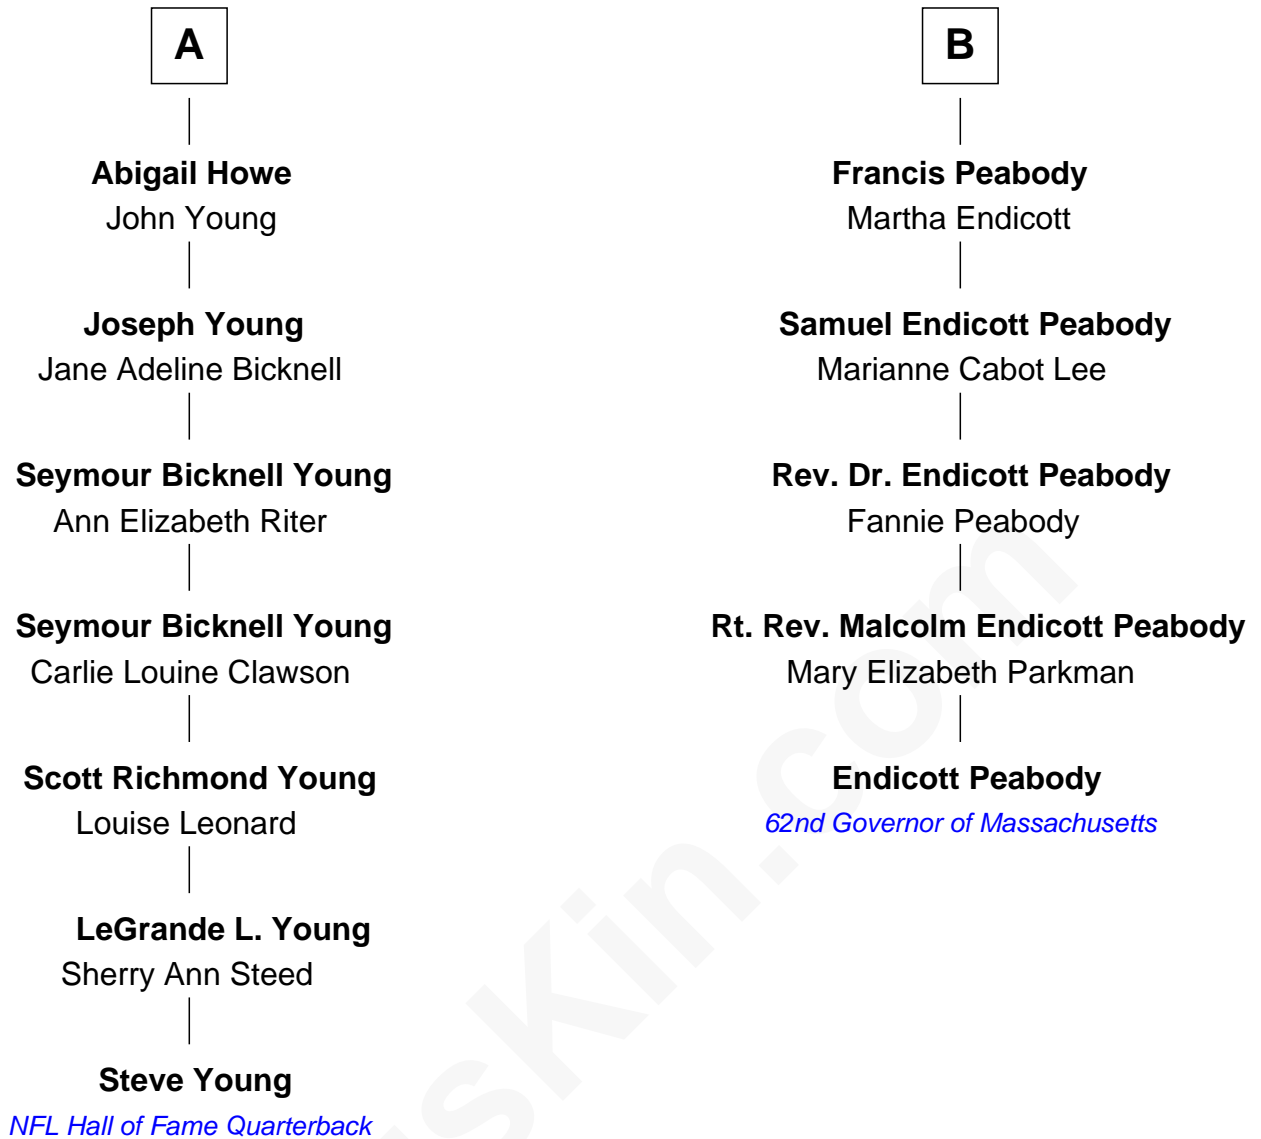 A
Abigail Howe
John Young
Joseph Young
Jane Adeline Bicknell
Seymour Bicknell Young
Ann Elizabeth Riter
Seymour Bicknell Young
Carlie Louine Clawson
Scott Richmond Young
Louise Leonard
LeGrande L. Young
Sherry Ann Steed
Steve Young
NFL Hall of Fame Quarterback
B
Francis Peabody
Martha Endicott
Samuel Endicott Peabody
Marianne Cabot Lee
Rev. Dr. Endicott Peabody
Fannie Peabody
Rt. Rev. Malcolm Endicott Peabody
Mary Elizabeth Parkman
Endicott Peabody
62nd Governor of Massachusetts